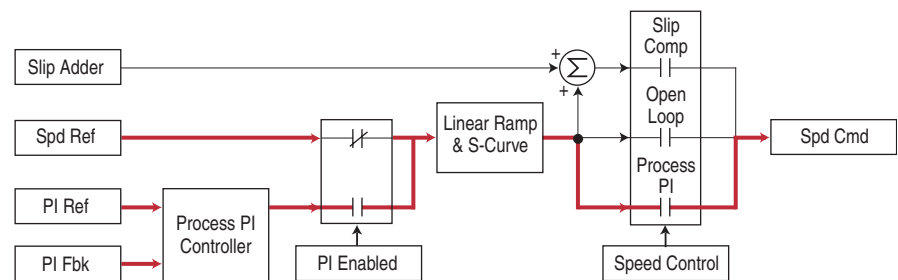 Slip Adder
+
+
Σ
Slip
Comp
Open
Loop
Process
PI
Spd Ref
Linear Ramp
& S-Curve
Spd Cmd
PI Ref
Process PI
Controller
PI Fbk
PI Enabled
Speed Control